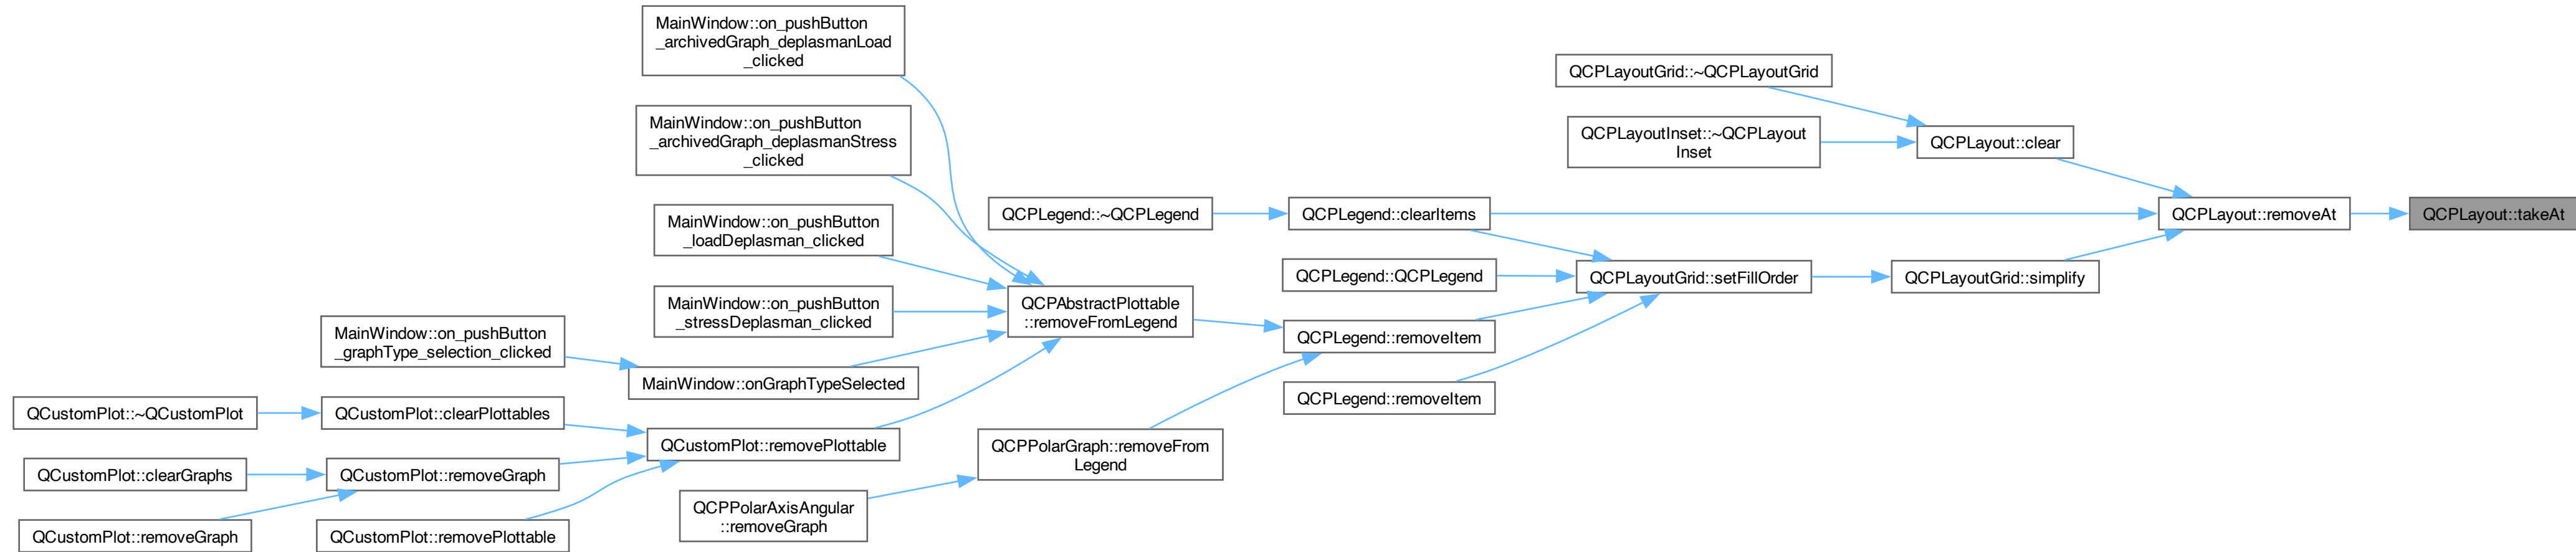 MainWindow::on_pushButton
_archivedGraph_deplasmanLoad
_clicked
MainWindow::on_pushButton
_archivedGraph_deplasmanStress
_clicked
MainWindow::on_pushButton
_loadDeplasman_clicked
MainWindow::on_pushButton
_stressDeplasman_clicked
MainWindow::on_pushButton
_graphType_selection_clicked
MainWindow::onGraphTypeSelected
QCustomPlot::~QCustomPlot
QCustomPlot::clearPlottables
QCustomPlot::removePlottable
QCustomPlot::clearGraphs
QCustomPlot::removeGraph
QCustomPlot::removeGraph
QCustomPlot::removePlottable
QCPAbstractPlottable
::removeFromLegend
QCPPolarGraph::removeFrom
Legend
QCPPolarAxisAngular
::removeGraph
QCPLegend::~QCPLegend
QCPLegend::clearItems
QCPLegend::QCPLegend
QCPLegend::removeItem
QCPLegend::removeItem
QCPLayoutGrid::~QCPLayoutGrid
QCPLayoutInset::~QCPLayout
Inset
QCPLayout::clear
QCPLayoutGrid::setFillOrder
QCPLayoutGrid::simplify
QCPLayout::removeAt
QCPLayout::takeAt